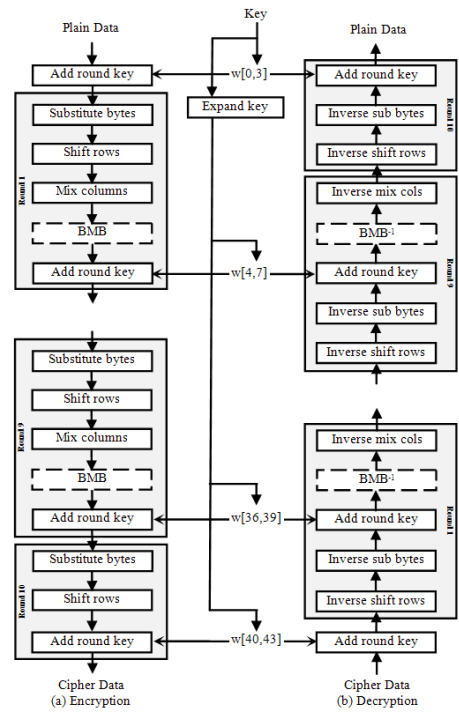 Key
Plain Data
Plain Data
Add round key
w[0,3]
Add round key
Expand key
Round 1
Substitute bytes
Shift rows
Mix columns
BMB
Add round key
w[4,7]
Round 10
Inverse sub bytes
Inverse shift rows
Round 9
Inverse mix cols
BMB-1
Add round key
Inverse sub bytes
Inverse shift rows
Round 9
Substitute bytes
Shift rows
Mix columns
BMB
Add round key
w[36,39]
Round 1
Inverse mix cols
BMB-1
Add round key
Inverse sub bytes
Inverse shift rows
Round 10
Substitute bytes
Shift rows
Add round key
w[40,43]
Add round key
Cipher Data
(a) Encryption
Cipher Data
(b) Decryption